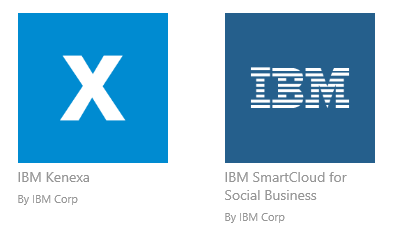 X
IBM
IBM Kenexa
By IBM Corp
IBM SmartCloud for
Social Business
By IBM Corp